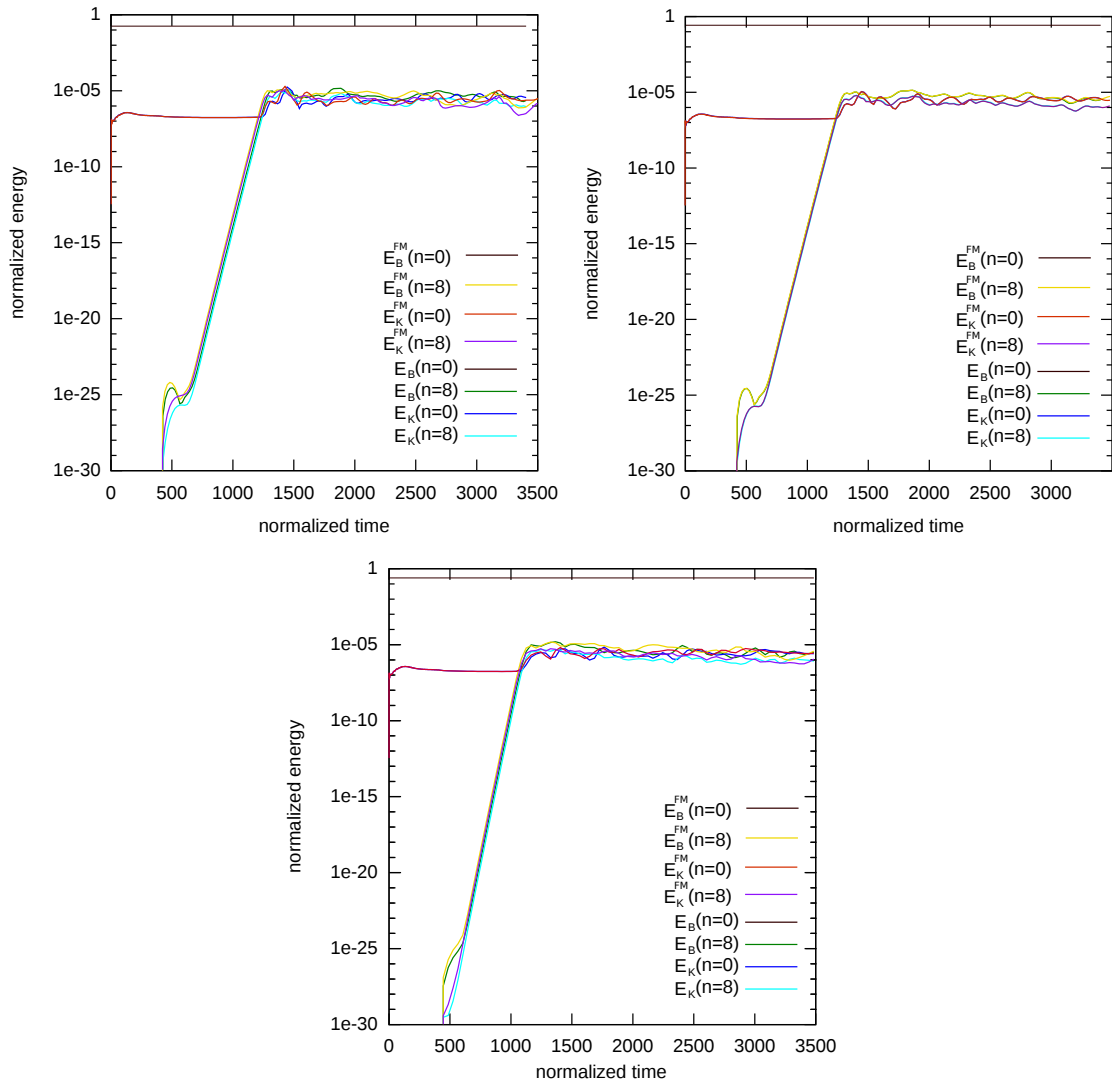 1
1e-05
1e-10
1e-15
1e-20
1e-25
1e-30
0 500 1000 1500 2000 2500 3000 3500
normalized energy
normalized time
E_B^FM(n=0)
E_B^FM(n=8)
E_K^FM(n=0)
E_K^FM(n=8)
E_B(n=0)
E_B(n=8)
E_K(n=0)
E_K(n=8)
1
1e-05
1e-10
1e-15
1e-20
1e-25
1e-30
0 500 1000 1500 2000 2500 3000
normalized energy
normalized time
E_B^FM(n=0)
E_B^FM(n=8)
E_K^FM(n=0)
E_K^FM(n=8)
E_B(n=0)
E_B(n=8)
E_K(n=0)
E_K(n=8)
1
1e-05
1e-10
1e-15
1e-20
1e-25
1e-30
0 500 1000 1500 2000 2500 3000 3500
normalized energy
normalized time
E_B^FM(n=0)
E_B^FM(n=8)
E_K^FM(n=0)
E_K^FM(n=8)
E_B(n=0)
E_B(n=8)
E_K(n=0)
E_K(n=8)